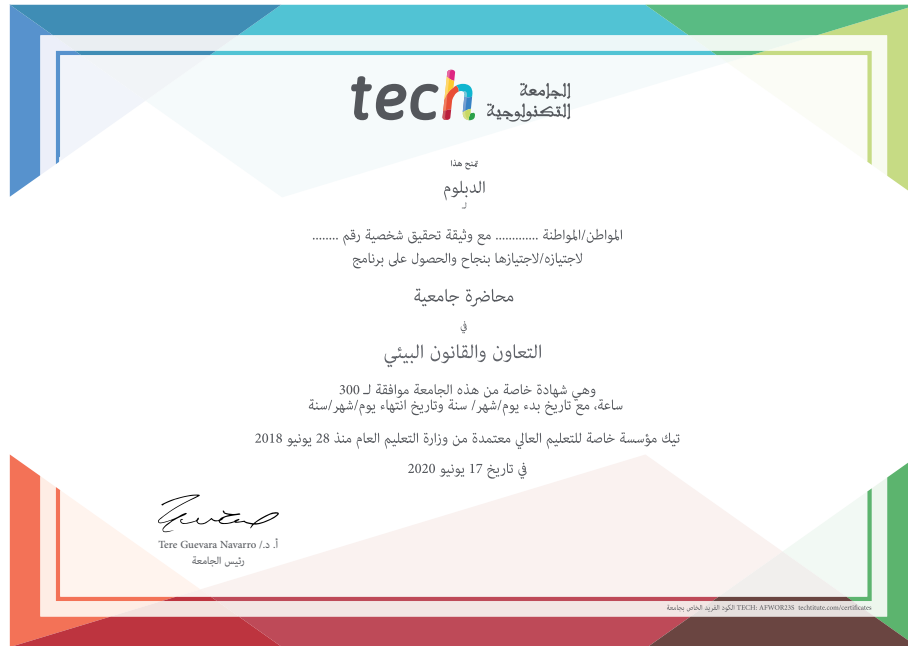 tech الجامعة
التكنولوجية
تمنح هذا
الدبلوم
لـ
المواطن/المواطنة ............. مع وثيقة تحقيق شخصية رقم ........
لاجتيازه/لاجتيازها بنجاح والحصول على برنامج
محاضرة جامعية
في
التعاون والقانون البيئي
وهي شهادة خاصة من هذه الجامعة موافقة لـ 300
ساعة، مع تاريخ بدء يوم/شهر/ سنة وتاريخ انتهاء يوم/شهر/سنة
تيك مؤسسة خاصة للتعليم العالي معتمدة من وزارة التعليم العام منذ 28 يونيو 2018
في تاريخ 17 يونيو 2020
أ. د./ Tere Guevara Navarro
رئيس الجامعة
الكود الفريد الخاص بجامعة TECH: AFWOR23S techtitute.com/certificates